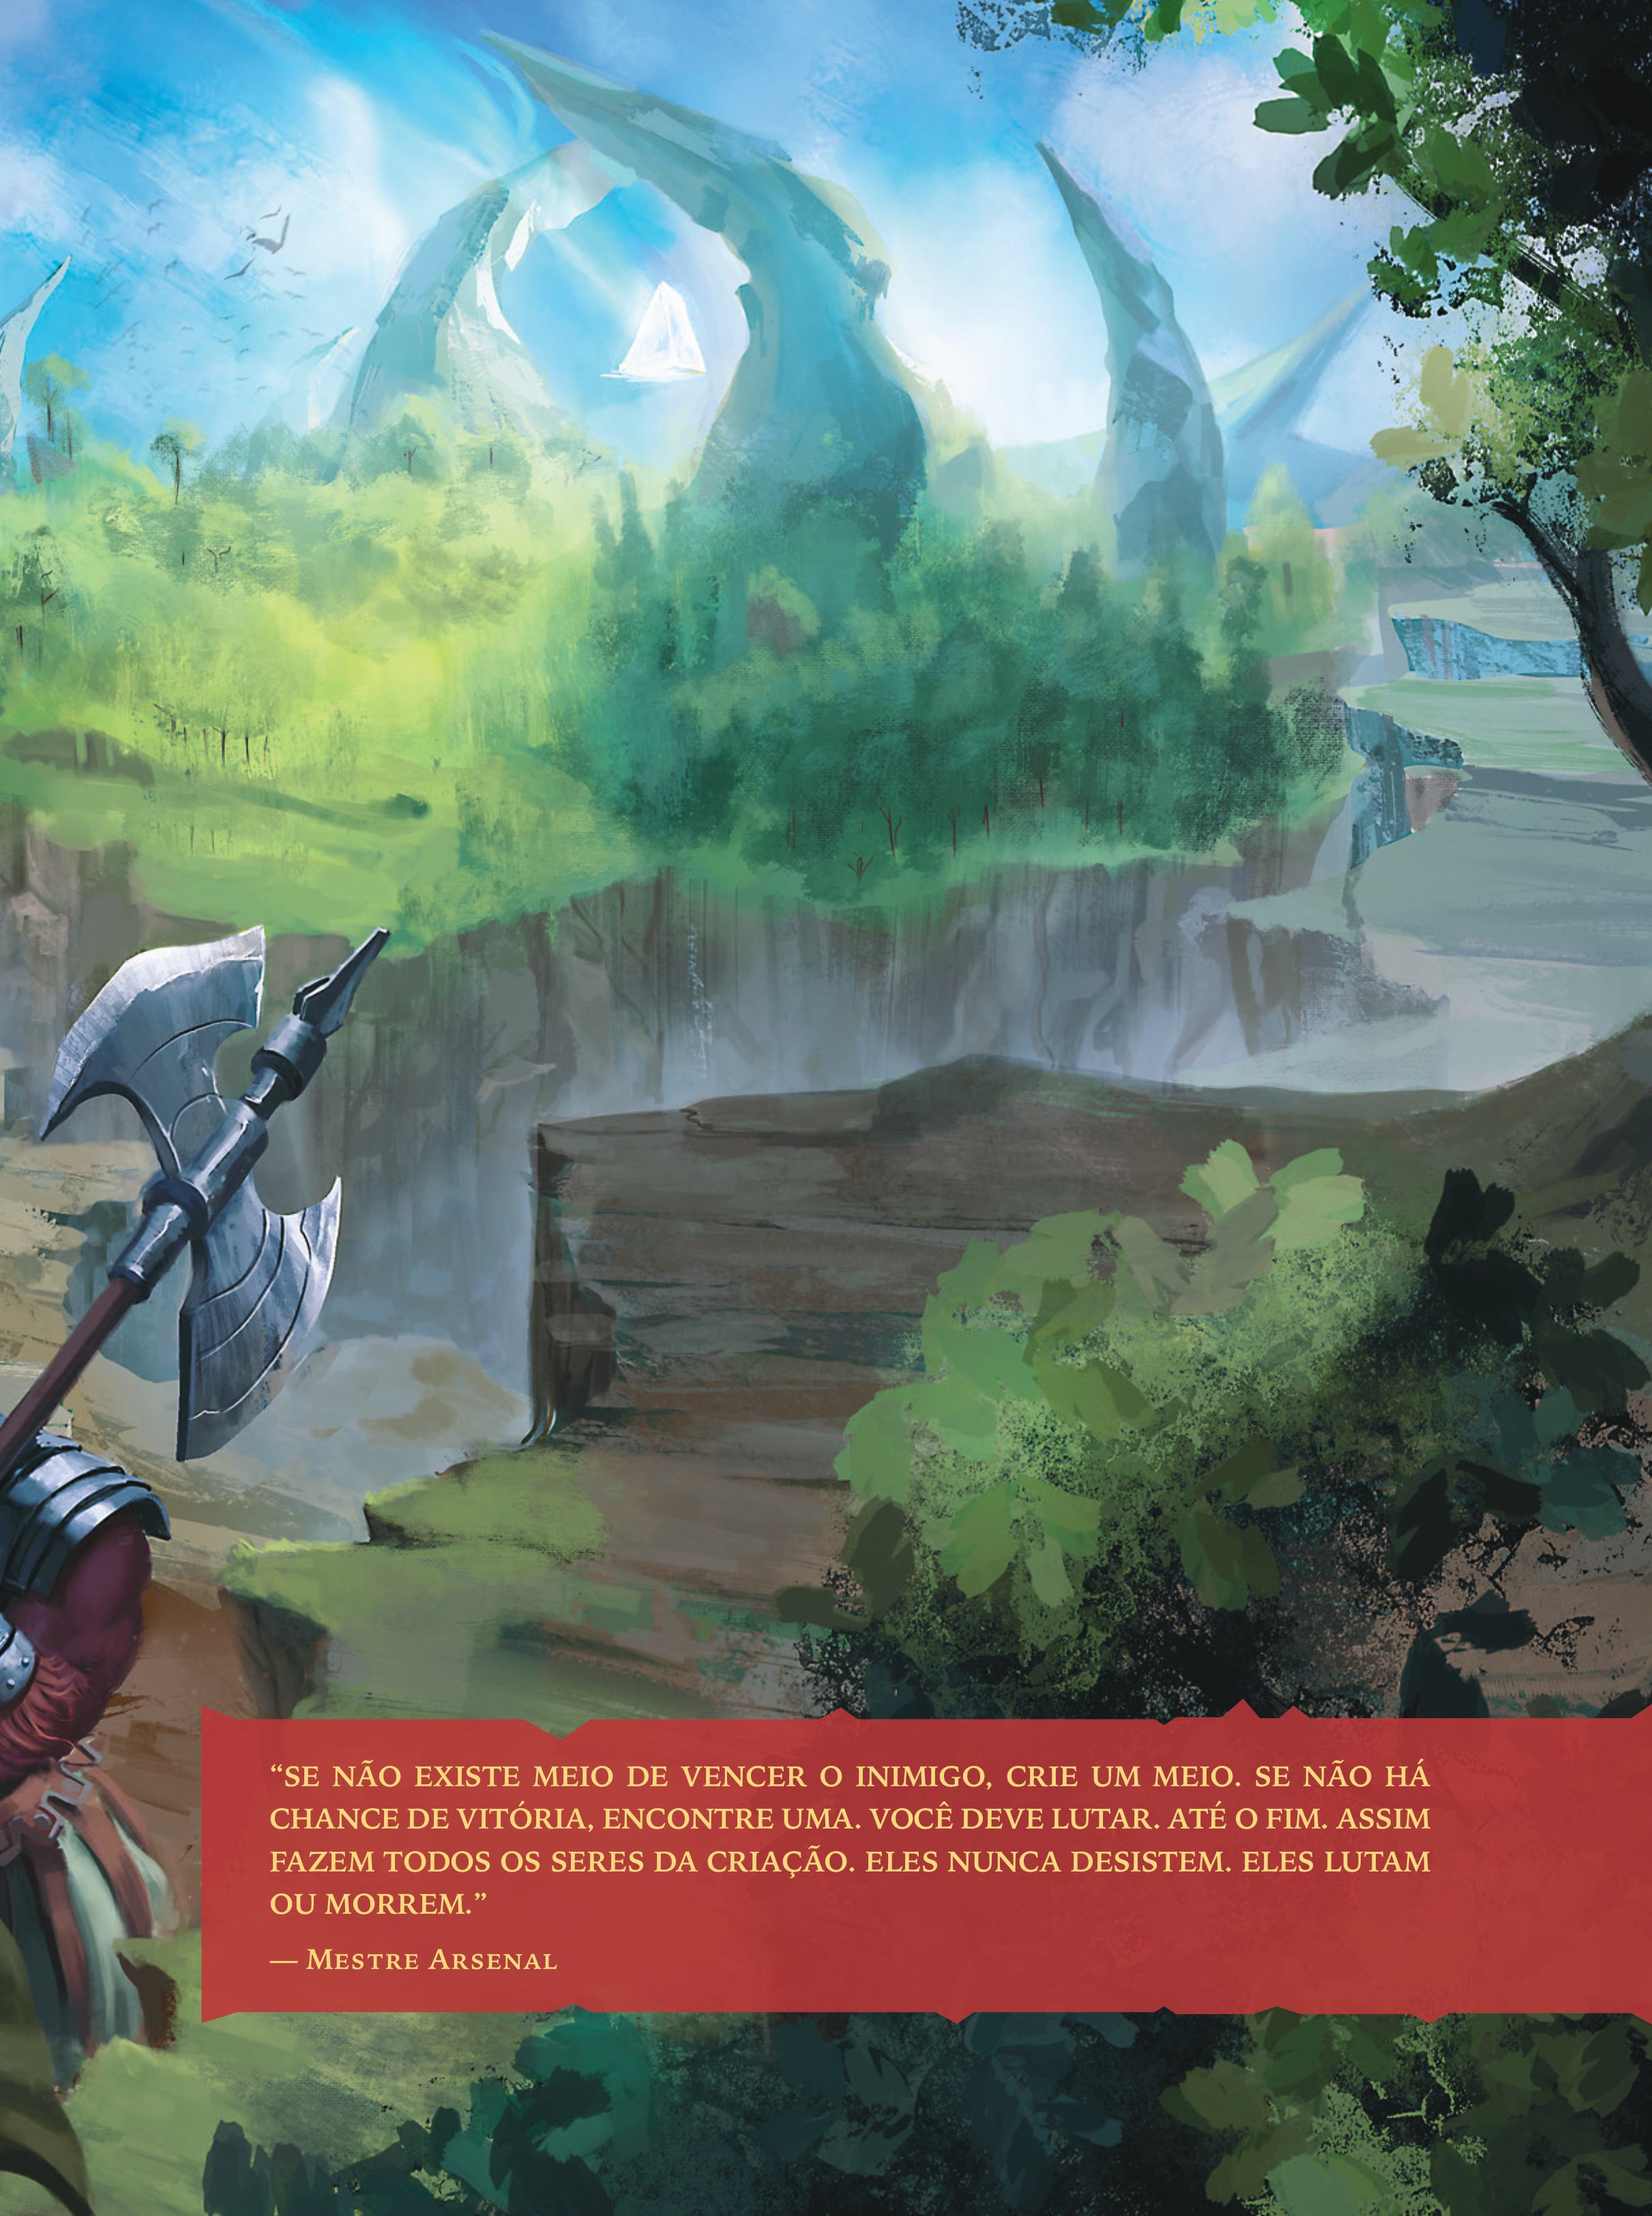 “SE NÃO EXISTE MEIO DE VENCER O INIMIGO, CRIE UM MEIO. SE NÃO HÁ
CHANCE DE VITÓRIA, ENCONTRE UMA. VOCÊ DEVE LUTAR. ATÉ O FIM. ASSIM
FAZEM TODOS OS SERES DA CRIAÇÃO. ELES NUNCA DESISTEM. ELES LUTAM
OU MORREM.”
— MESTRE ARSENAL